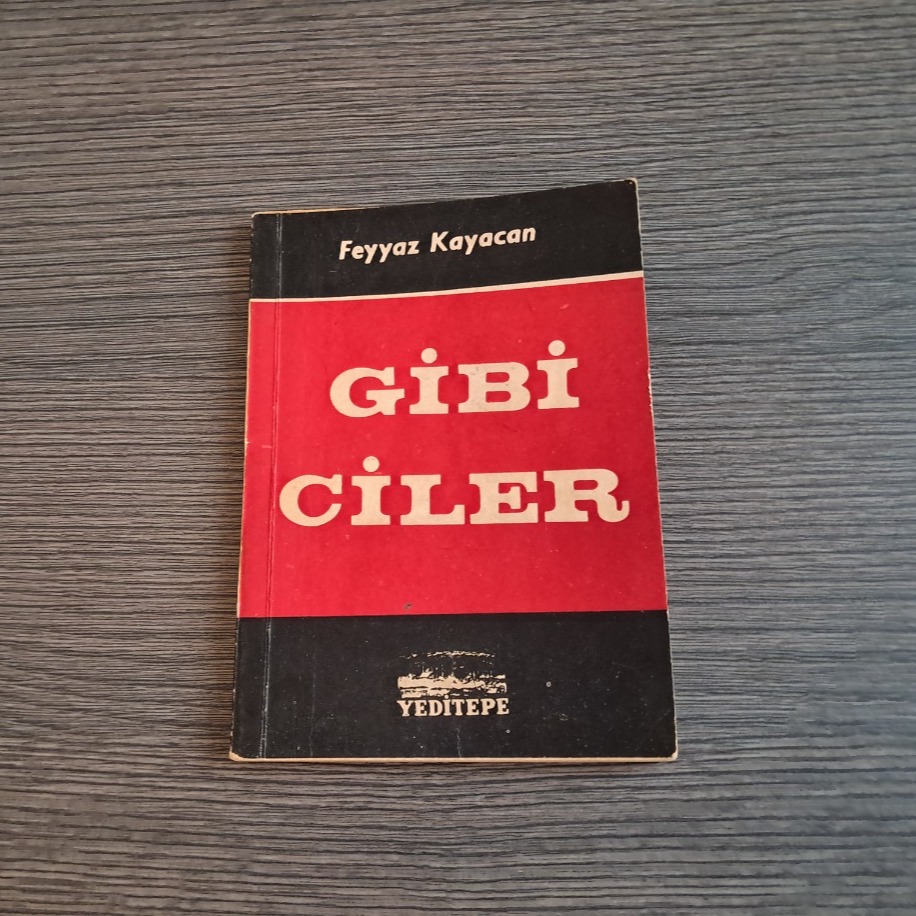 Feyyaz Kayacan
GİBİ
CİLER
YEDİTEPE